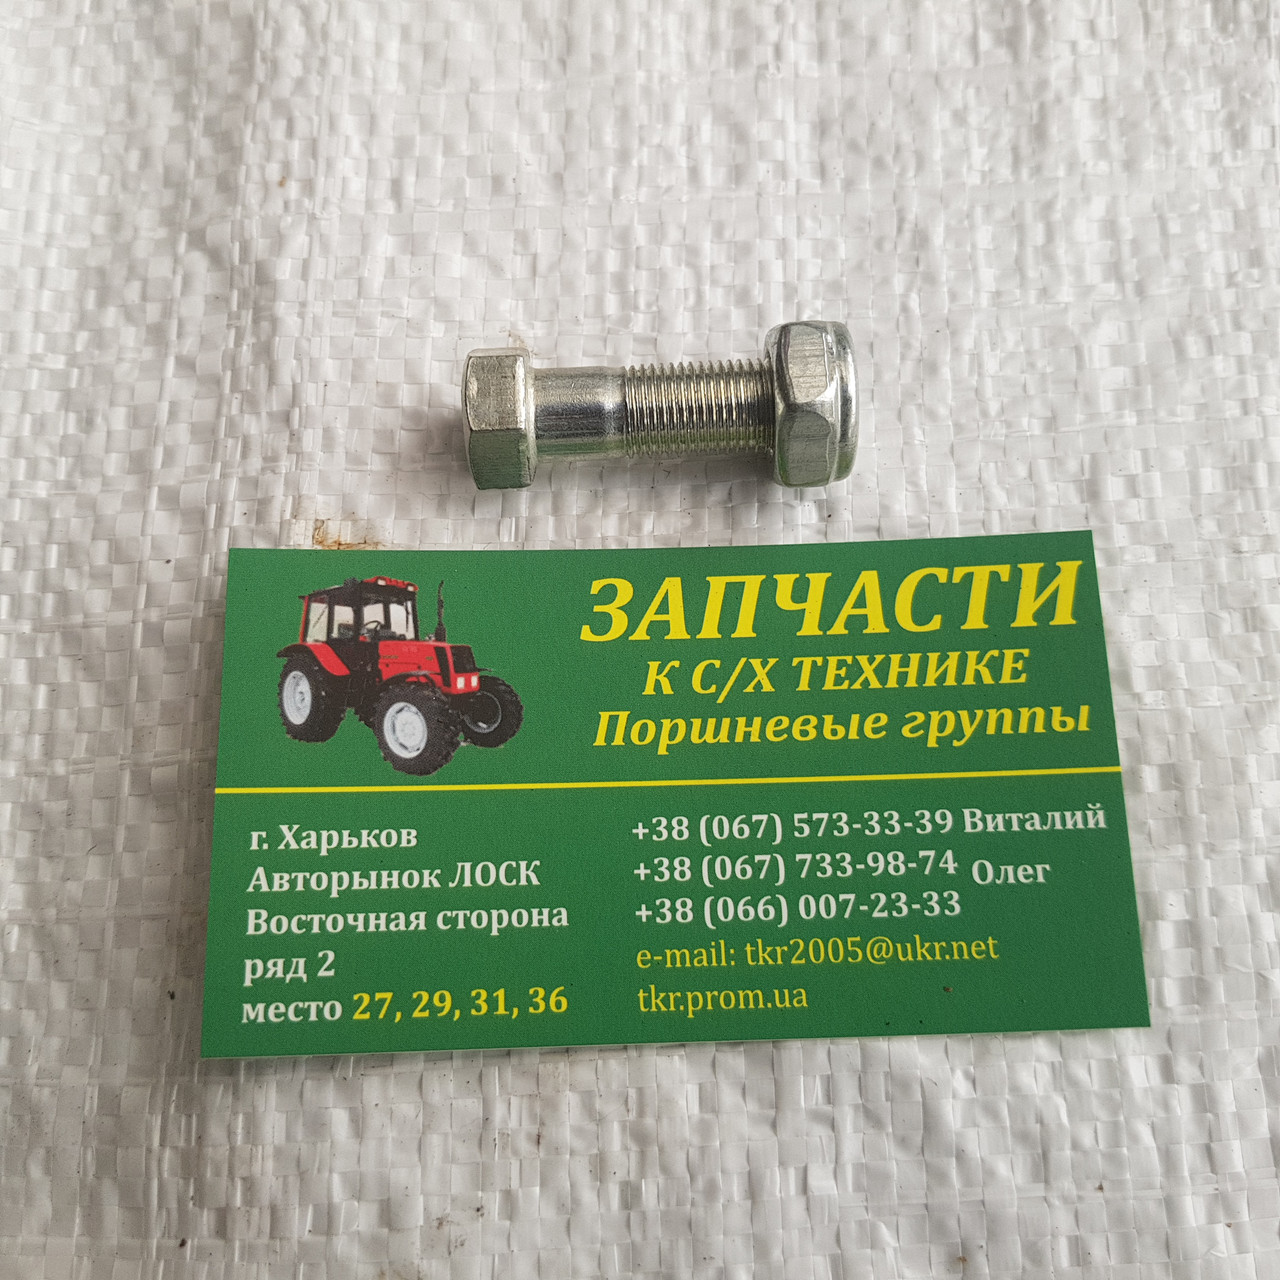 ЗАПЧАСТИ
К С/Х ТЕХНИКЕ
Поршневые группы
г. Харьков
Авторынок ЛОСК
Восточная сторона
ряд 2
место 27, 29, 31, 36
+38 (067) 573-33-39 Виталий
+38 (067) 733-98-74 Олег
+38 (066) 007-23-33
e-mail: tkr2005@ukr.net
tkr.prom.ua